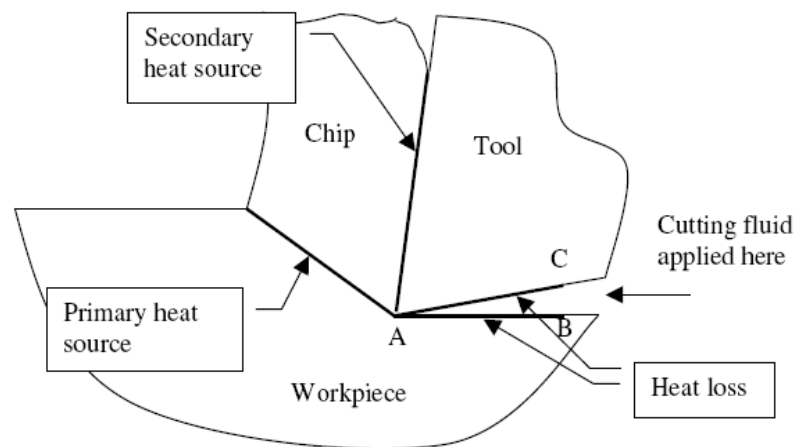 Secondary
heat source
Chip
Tool
Cutting fluid
applied here
C
Primary heat
source
A
B
Heat loss
Workpiece